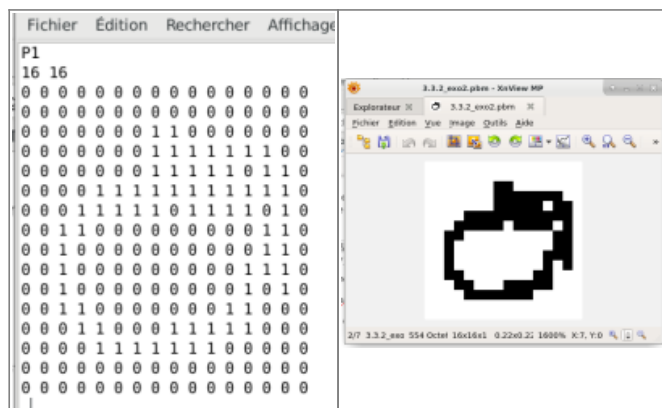 Fichier Édition Rechercher Affichage
P1
16 16
0 0 0 0 0 0 0 0 0 0 0 0 0 0 0 0
0 0 0 0 0 0 0 0 0 0 0 0 0 0 0 0
0 0 0 0 0 0 0 1 1 0 0 0 0 0 0 0
0 0 0 0 0 0 0 1 1 1 1 1 1 1 0 0
0 0 0 0 0 0 0 1 1 1 1 1 0 1 1 0
0 0 0 0 1 1 1 1 1 1 1 1 1 1 1 0
0 0 0 1 1 1 1 1 0 1 1 1 1 0 1 0
0 0 1 1 0 0 0 0 0 0 0 0 0 1 1 0
0 0 1 0 0 0 0 0 0 0 0 0 0 1 1 0
0 0 1 0 0 0 0 0 0 0 0 0 1 1 1 0
0 0 1 0 0 0 0 0 0 0 0 0 1 0 1 0
0 0 1 1 0 0 0 0 0 0 0 1 1 0 0 0
0 0 0 1 1 0 0 0 1 1 1 1 1 0 0 0
0 0 0 0 1 1 1 1 1 1 1 0 0 0 0 0
0 0 0 0 0 0 0 0 0 0 0 0 0 0 0 0
0 0 0 0 0 0 0 0 0 0 0 0 0 0 0 0
3.3.2_exo2.pbm - XnView MP
Explorateur 3.3.2_exo2.pbm
Fichier Edition Vue Image Outils Aide
2/7 3.3.2_exo 554 Octet 16x16x1 0.22x0.22 1600% X:7, Y:0